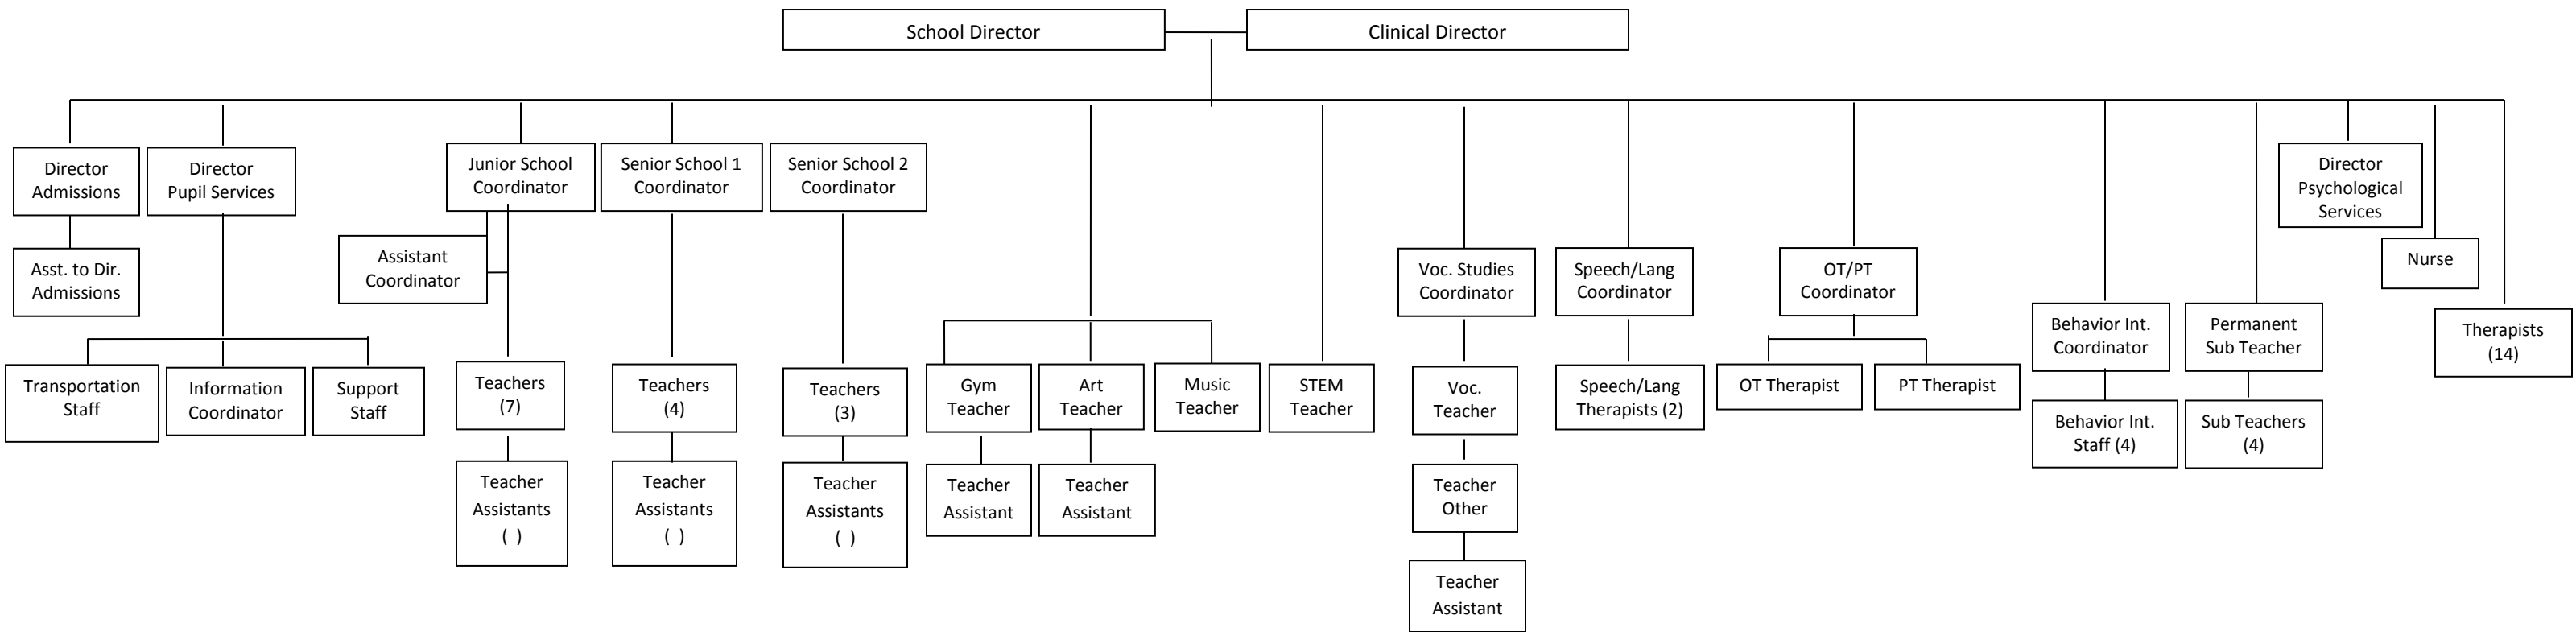 School Director
Clinical Director
Director
Admissions
Director
Pupil Services
Junior School
Coordinator
Senior School 1
Coordinator
Senior School 2
Coordinator
Director
Psychological
Services
Assistant
Coordinator
Asst. to Dir.
Admissions
Voc. Studies
Coordinator
Speech/Lang
Coordinator
OT/PT
Coordinator
Nurse
Behavior Int.
Coordinator
Permanent
Sub Teacher
Therapists
(14)
Transportation
Staff
Information
Coordinator
Support
Staff
Teachers
(7)
Teachers
(4)
Teachers
(3)
Gym
Teacher
Art
Teacher
Music
Teacher
STEM
Teacher
Voc.
Teacher
Speech/Lang
Therapists (2)
OT Therapist
PT Therapist
Behavior Int.
Staff (4)
Sub Teachers
(4)
Teacher
Assistants
( )
Teacher
Assistants
( )
Teacher
Assistants
( )
Teacher
Assistant
Teacher
Assistant
Teacher
Other
Teacher
Assistant